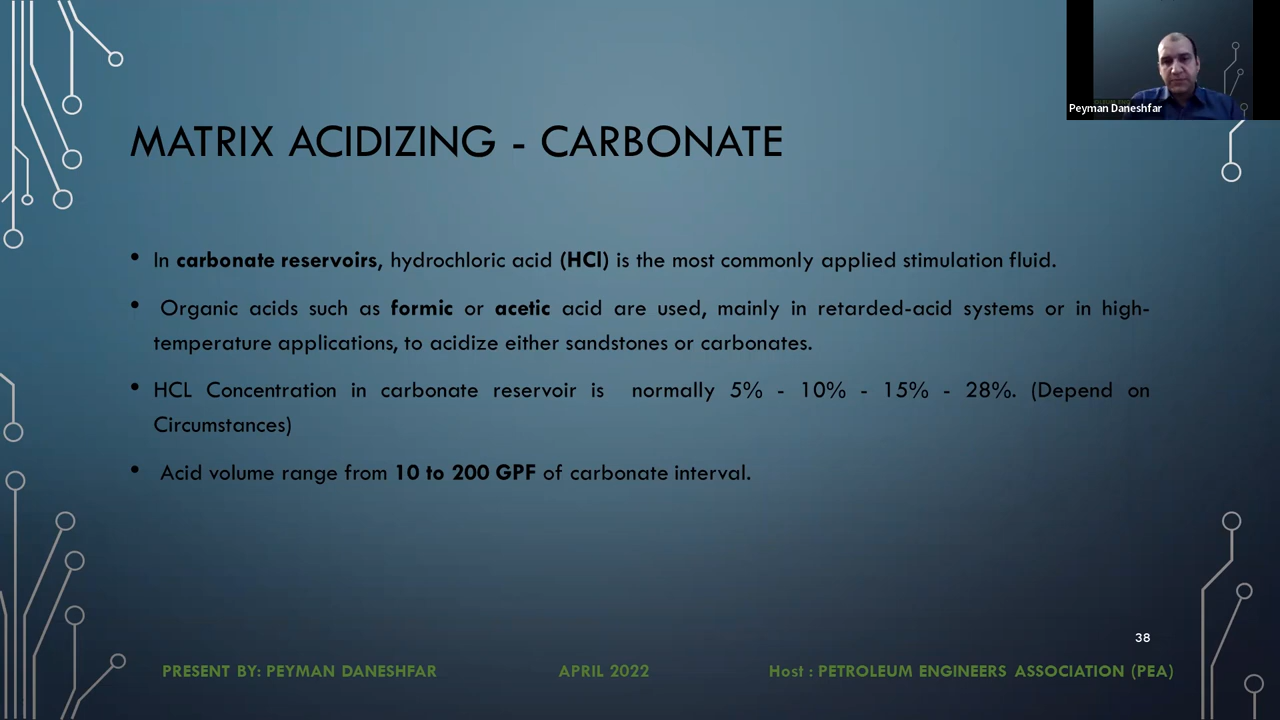 Peyman Daneshfar
MATRIX ACIDIZING - CARBONATE
• In carbonate reservoirs, hydrochloric acid (HCl) is the most commonly applied stimulation fluid.
• Organic acids such as formic or acetic acid are used, mainly in retarded-acid systems or in high-
temperature applications, to acidize either sandstones or carbonates.
• HCL Concentration in carbonate reservoir is normally 5% - 10% - 15% - 28%. (Depend on
Circumstances)
• Acid volume range from 10 to 200 GPF of carbonate interval.
38
PRESENT BY: PEYMAN DANESHFAR APRIL 2022 Host : PETROLEUM ENGINEERS ASSOCIATION (PEA)